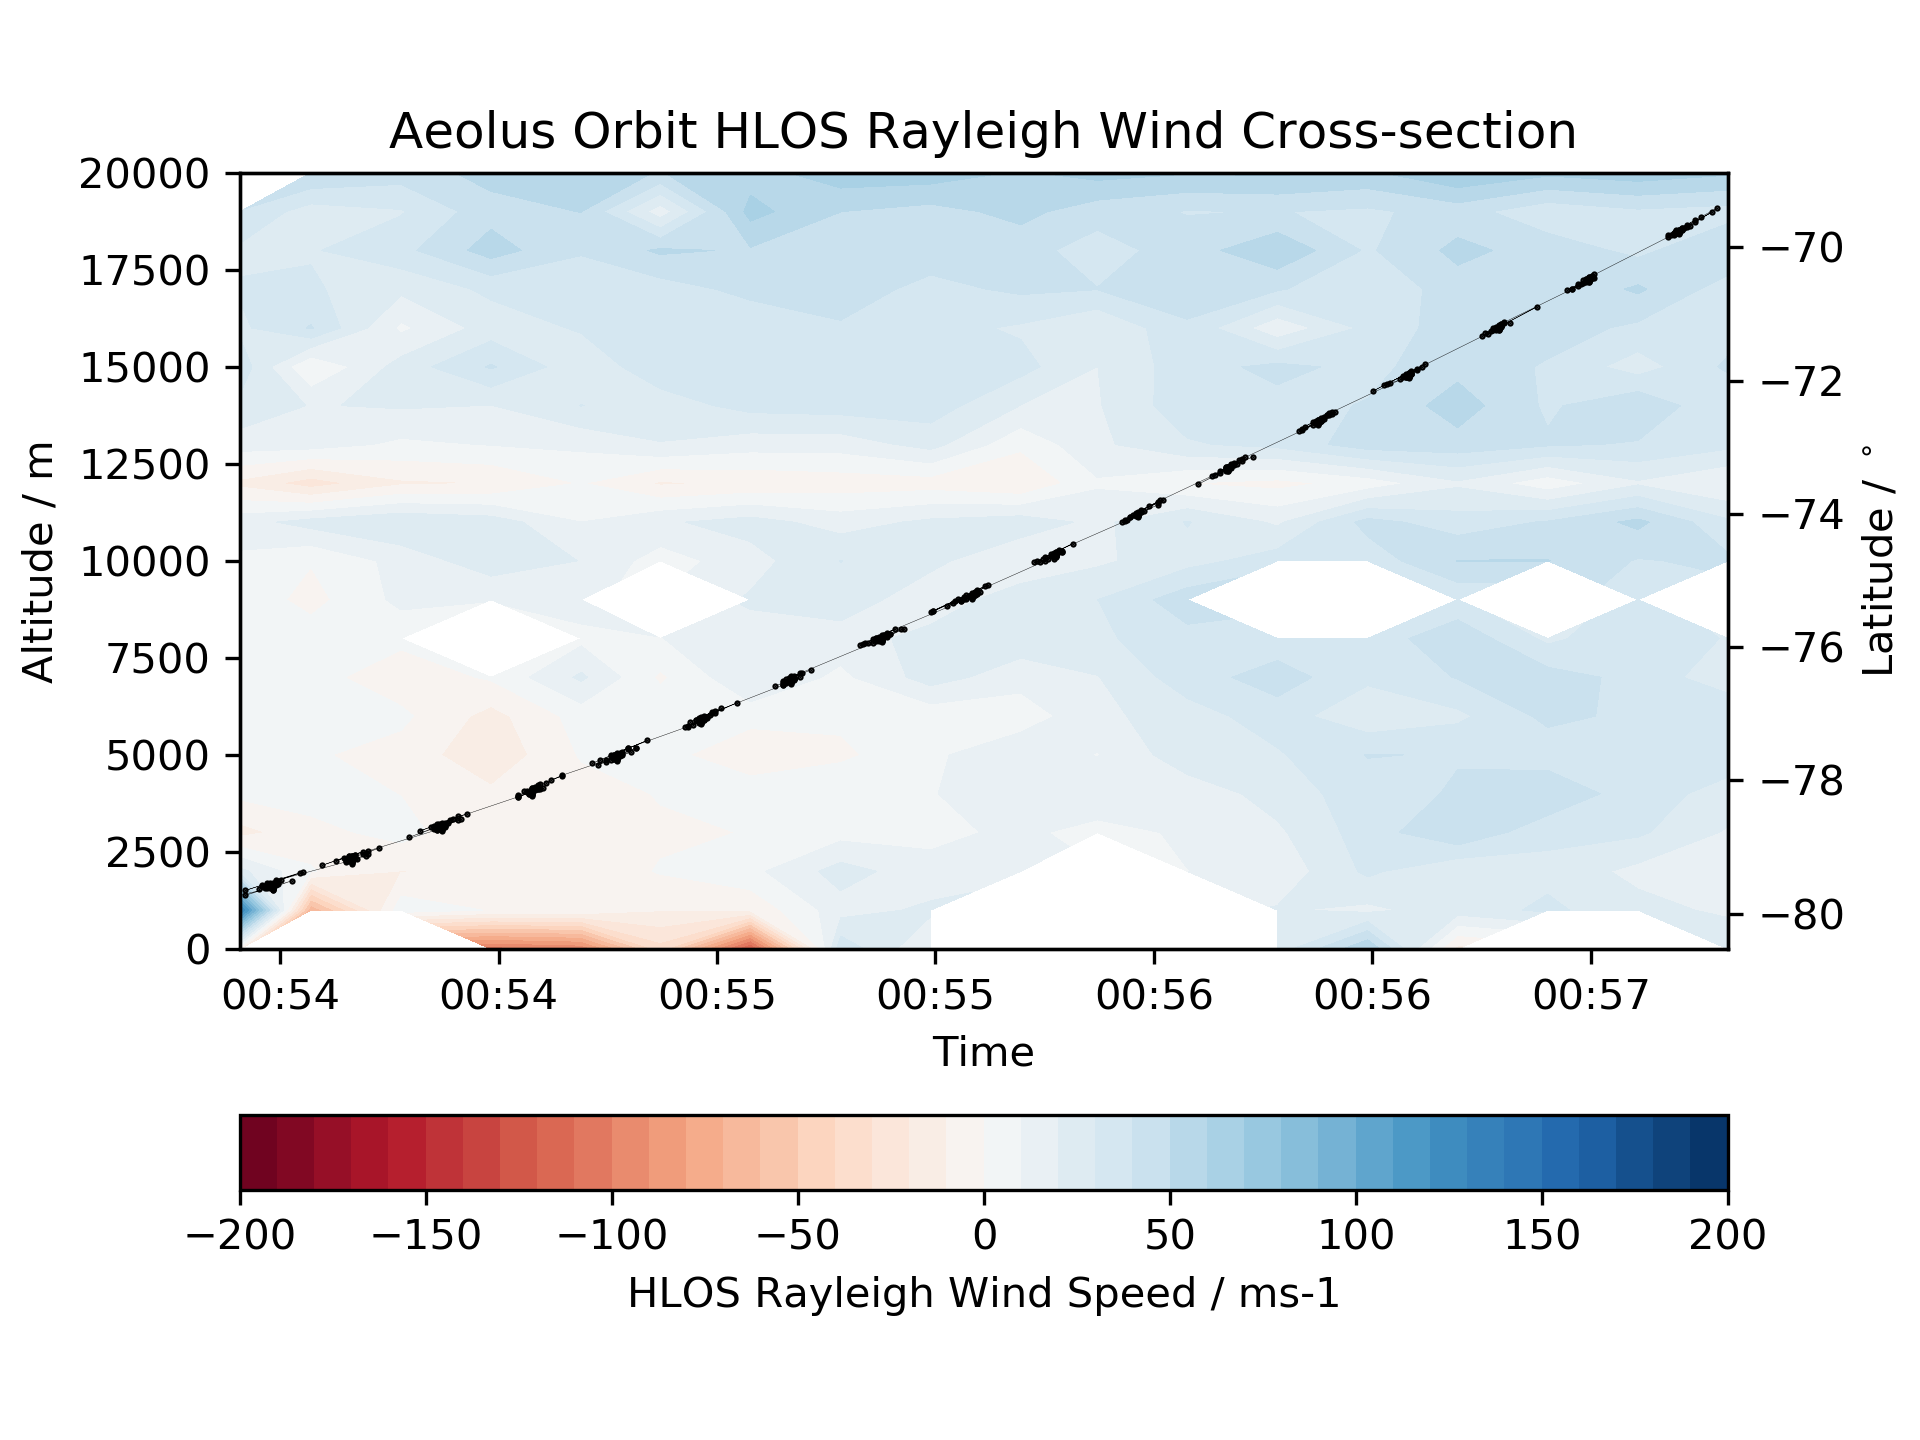 Aeolus Orbit HLOS Rayleigh Wind Cross-section
20000
17500
15000
12500
10000
7500
5000
2500
0
Altitude / m
−70
−72
−74
−76
−78
−80
Latitude / °
00:54 00:54 00:55 00:55 00:56 00:56 00:57
Time
−200 −150 −100 −50 0 50 100 150 200
HLOS Rayleigh Wind Speed / ms-1